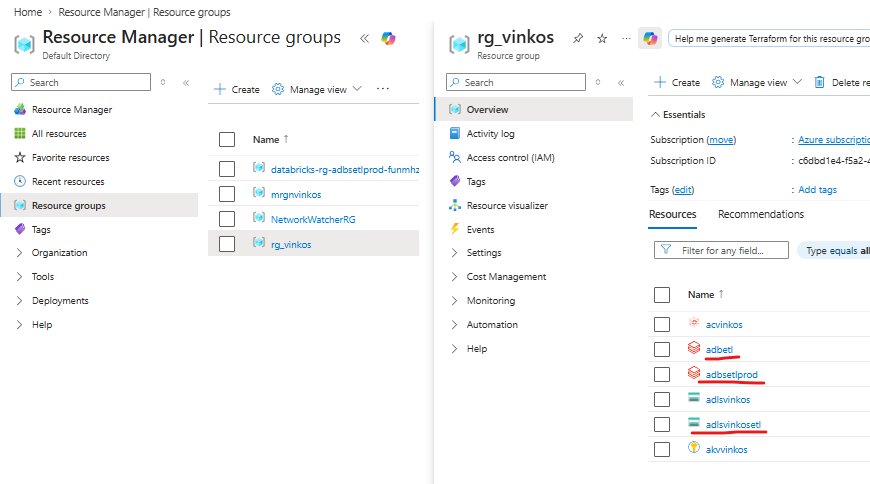 Home > Resource Manager | Resource groups
Resource Manager | Resource groups
Default Directory
Search
Resource Manager
All resources
Favorite resources
Recent resources
Resource groups
Tags
Organization
Tools
Deployments
Help
Create
Manage view
Name ↑
databricks-rg-adbsetlprod-funmhz
mrgnvinkos
NetworkWatcherRG
rg_vinkos
rg_vinkos
Resource group
Help me generate Terraform for this resource gro
Search
Overview
Activity log
Access control (IAM)
Tags
Resource visualizer
Events
Settings
Cost Management
Monitoring
Automation
Help
Create
Manage view
Delete re
Essentials
Subscription (move) : Azure subscriptio
Subscription ID : c6dbd1e4-f5a2-4
Tags (edit) : Add tags
Resources Recommendations
Filter for any field... Type equals all
Name ↑
acvinkos
adbetl
adbsetlprod
adlsvinkos
adlsvinkosetl
akvvinkos